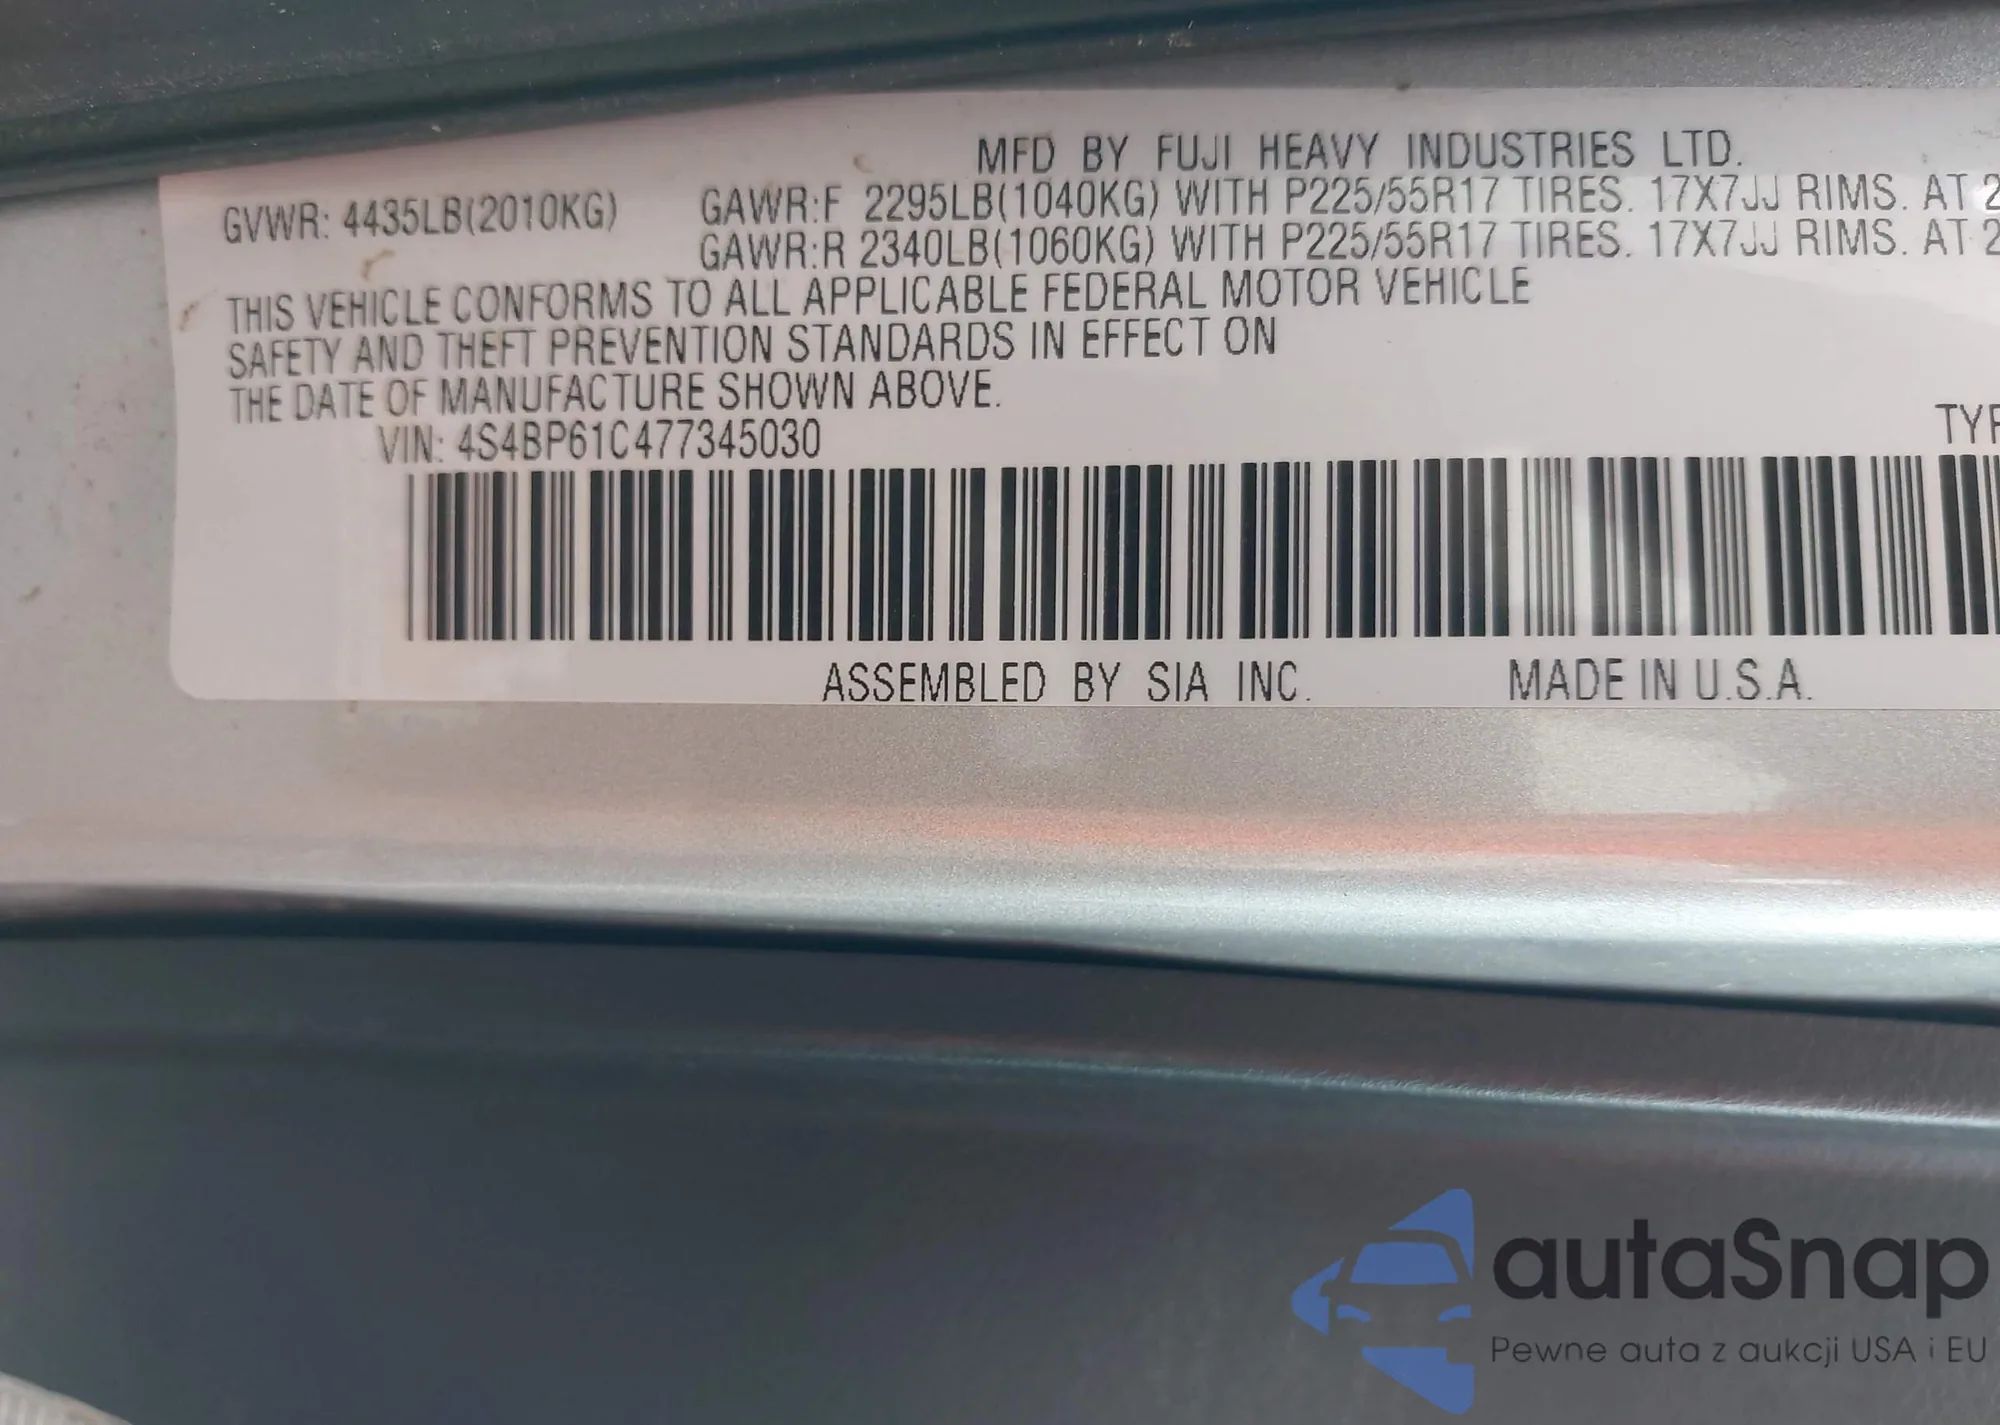 MFD BY FUJI HEAVY INDUSTRIES LTD.
GVWR: 4435LB(2010KG) GAWR:F 2295LB(1040KG) WITH P225/55R17 TIRES. 17X7JJ RIMS. AT 2
GAWR:R 2340LB(1060KG) WITH P225/55R17 TIRES. 17X7JJ RIMS. AT 2
THIS VEHICLE CONFORMS TO ALL APPLICABLE FEDERAL MOTOR VEHICLE
SAFETY AND THEFT PREVENTION STANDARDS IN EFFECT ON
THE DATE OF MANUFACTURE SHOWN ABOVE.
VIN: 4S4BP61C477345030
TYP
ASSEMBLED BY SIA INC. MADE IN U.S.A.
autaSnap
Pewne auta z aukcji USA i EU